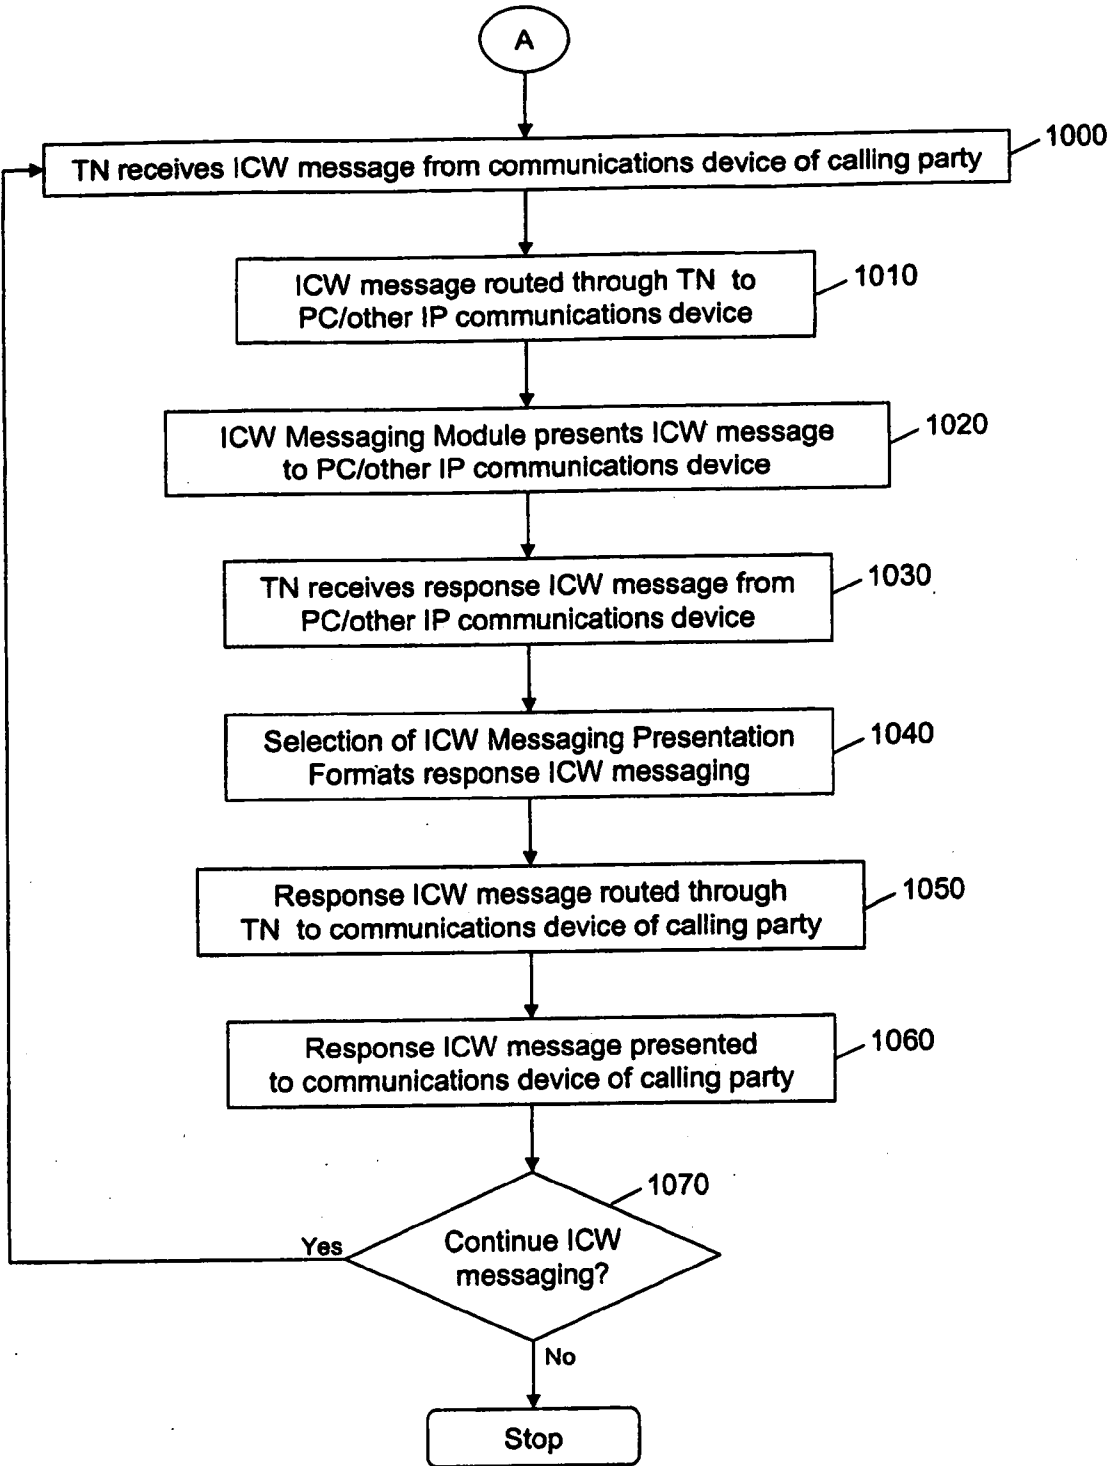 A
TN receives ICW message from communications device of calling party
1000
ICW message routed through TN to
PC/other IP communications device
1010
ICW Messaging Module presents ICW message
to PC/other IP communications device
1020
TN receives response ICW message from
PC/other IP communications device
1030
Selection of ICW Messaging Presentation
Formats response ICW messaging
1040
Response ICW message routed through
TN to communications device of calling party
1050
Response ICW message presented
to communications device of calling party
1060
1070
Continue ICW
messaging?
Yes
No
Stop